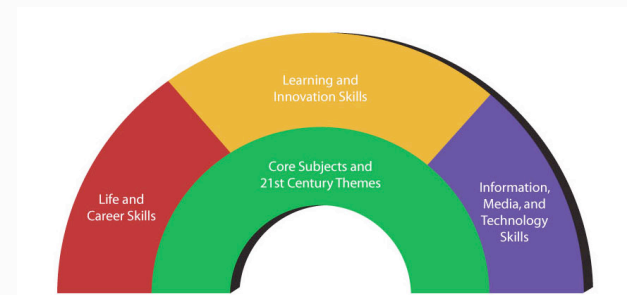 Learning and
Innovation Skills
Core Subjects and
21st Century Themes
Life and
Career Skills
Information,
Media, and
Technology
Skills